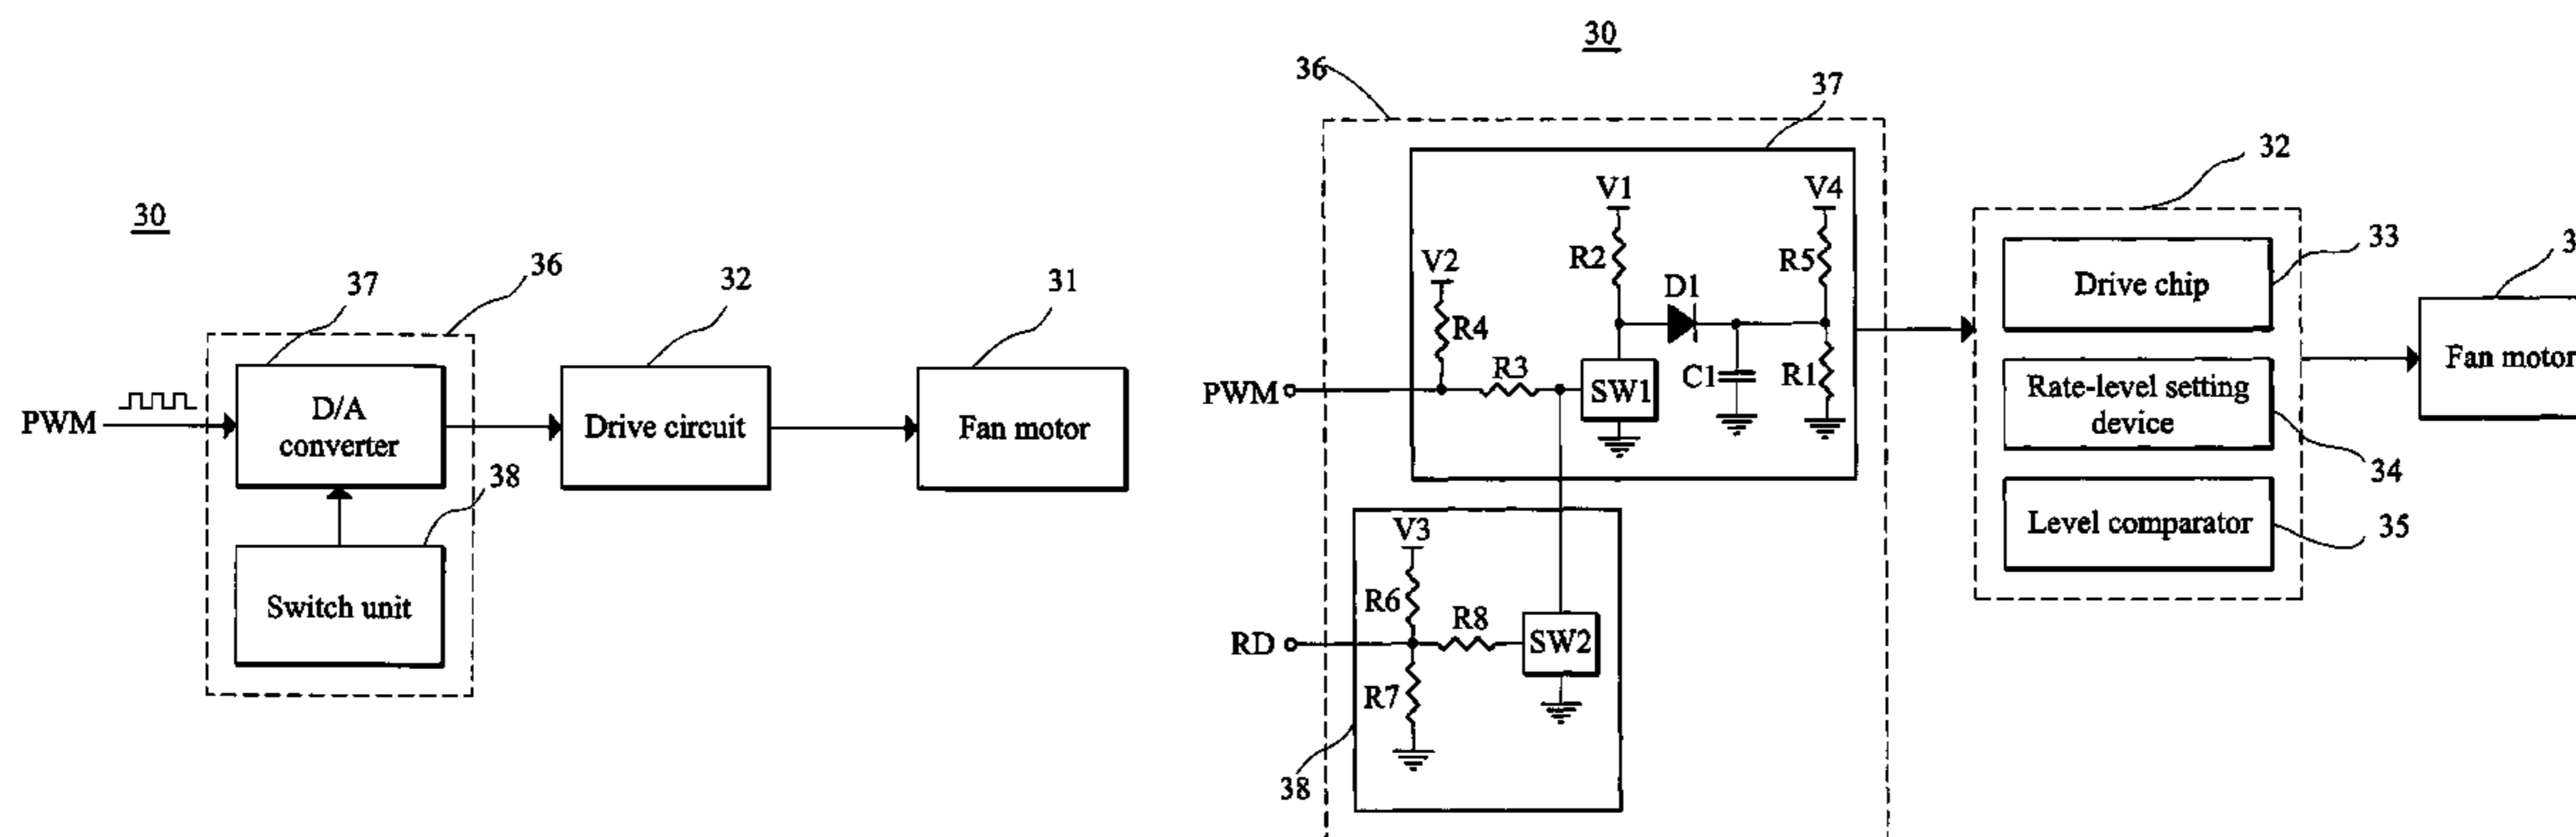 30
37
36
32
31
PWM
D/A
converter
Drive circuit
Fan motor
38
Switch unit
30
36
37
V1
V4
V2
R2
R5
D1
R4
R3
SW1
C1
R1
PWM
V3
R6
R8
SW2
RD
R7
38
32
33
Drive chip
Rate-level setting
device
34
Level comparator
35
3
Fan motor